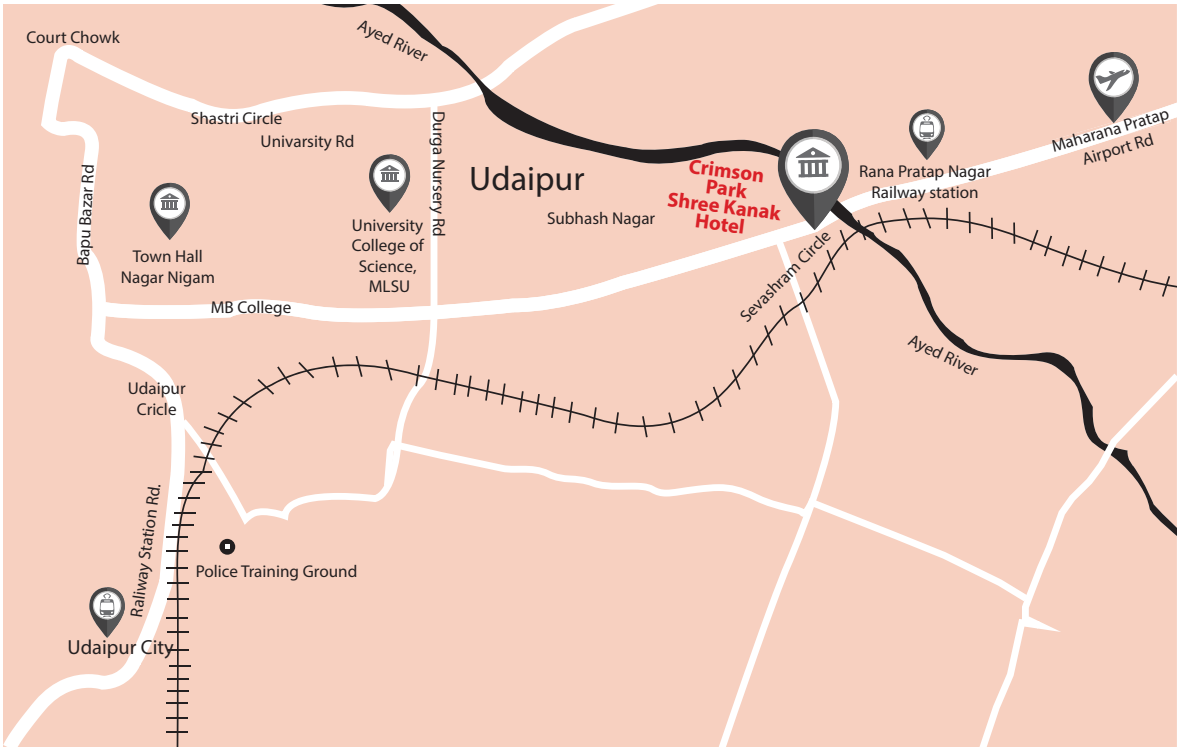 Court Chowk
Ayed River
Shastri Circle
Univarsity Rd
Durga Nursery Rd
Maharana Pratap
Airport Rd
Rana Pratap Nagar
Railway station
Udaipur
Crimson
Park
Shree Kanak
Hotel
Subhash Nagar
Bapu Bazar Rd
University
College of
Science,
MLSU
Town Hall
Nagar Nigam
Sevashram Circle
MB College
Ayed River
Udaipur
Cricle
Raliway Station Rd.
Police Training Ground
Udaipur City